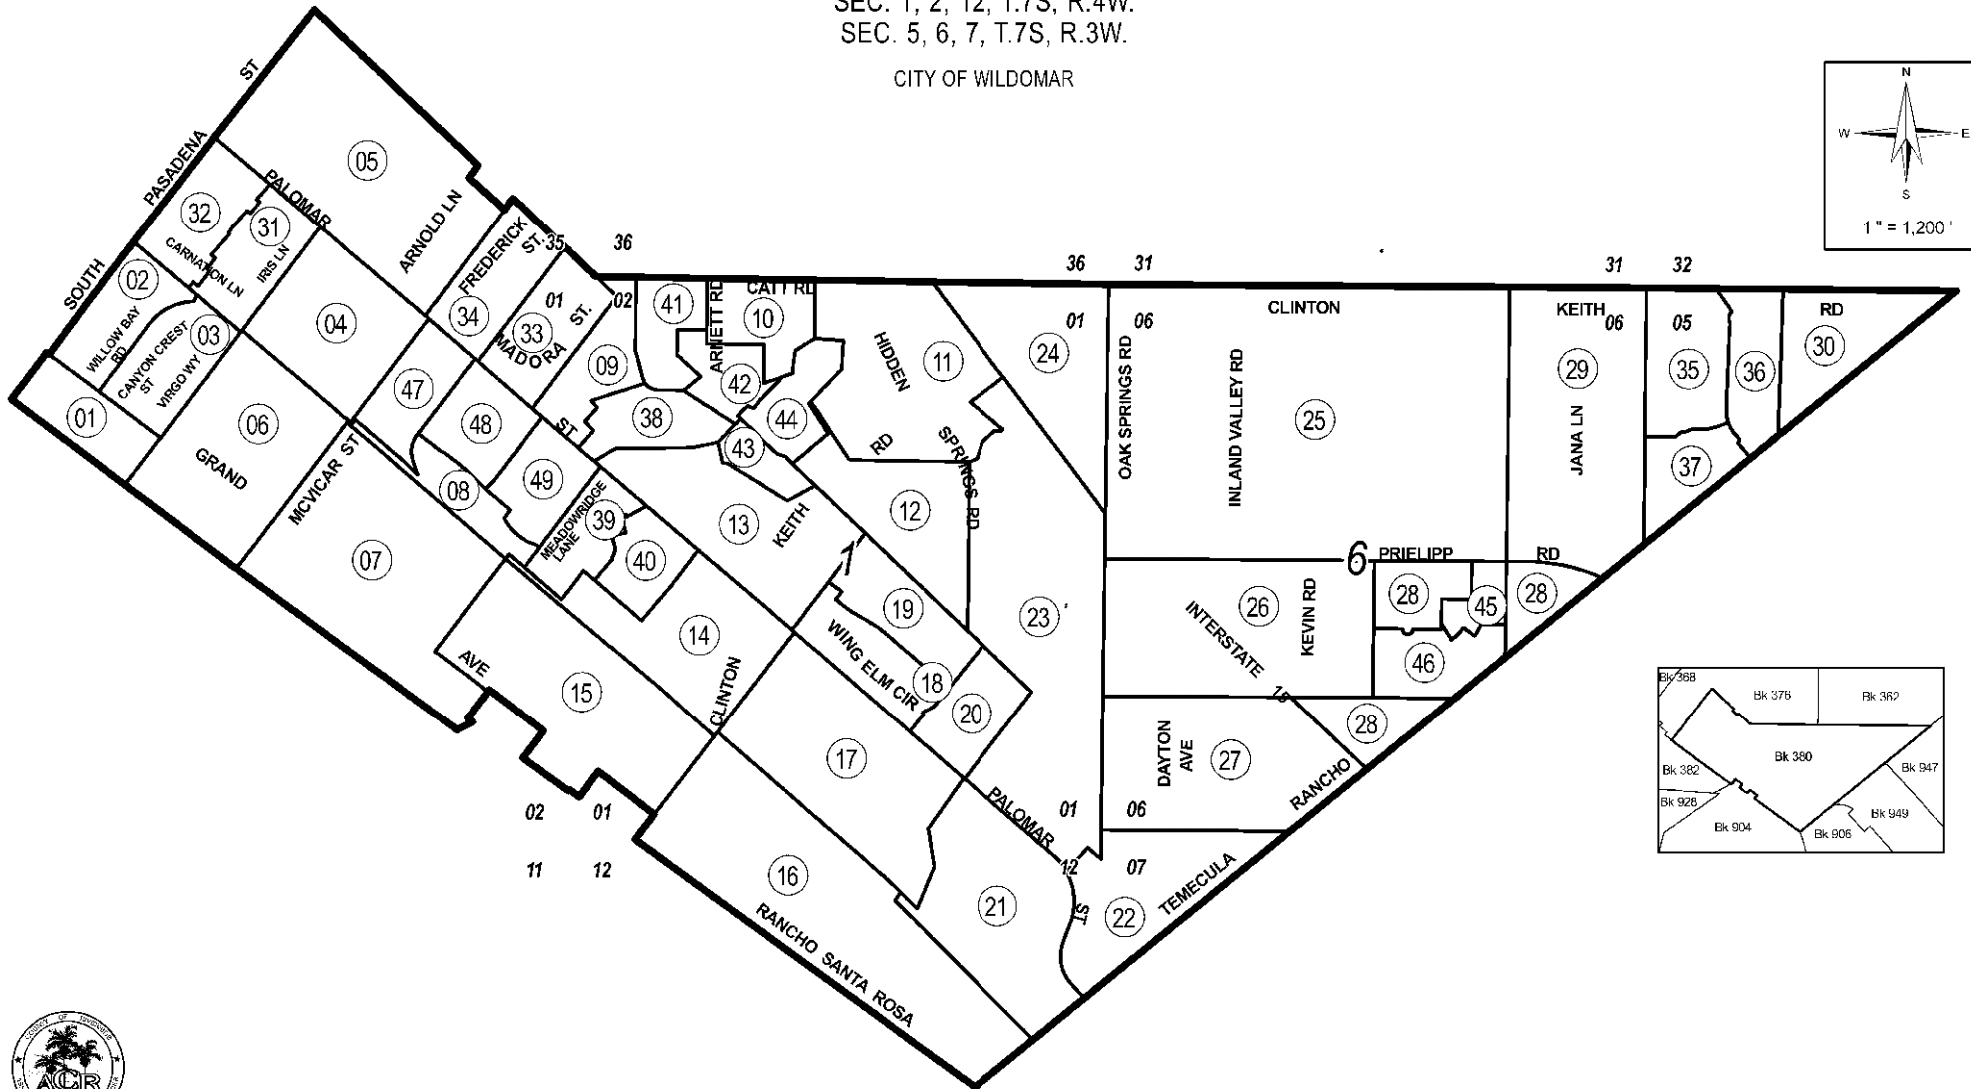 SEC. 1, 2, 12, T.7S, R.4W.
SEC. 5, 6, 7, T.7S, R.3W.
CITY OF WILDOMAR
N
W E
S
1 " = 1,200 '
SOUTH PASADENA ST
05
PALOMAR
32
31
CARNATION LN
IRIS LN
ARNOLD LN
FREDERICK ST.
35 36
36 31
31 32
02
03
WILLOW BAY RD
CANYON CREST ST
VIRGO WY
04
34
01 02
33
MADORA ST.
41
ARNETT RD
CATT RD
10
HIDDEN
11
24
01 06
OAK SPRINGS RD
CLINTON
KEITH
06 05
RD
INLAND VALLEY RD
25
29
JANA LN
35
36
30
37
01
06
GRAND
MCVICAR ST
47
48
ST
09
38
42
44
43
RD
SPRINGS RD
12
08
49
MEADOWRIDGE LANE
39
40
13
KEITH
07
1
6
PRIELIPP RD
28
45
28
46
19
23
26
KEVIN RD
INTERSTATE
15
14
AVE
15
CLINTON
WING ELM CIR
18
20
17
DAYTON AVE
27
28
RANCHO
PALOMAR
01 06
02 01
11 12
12 07
16
RANCHO SANTA ROSA
21
ST
22
TEMECULA
Bk 368
Bk 376
Bk 362
Bk 380
Bk 382
Bk 947
Bk 928
Bk 949
Bk 904
Bk 906
COUNTY OF RIVERSIDE
ACR